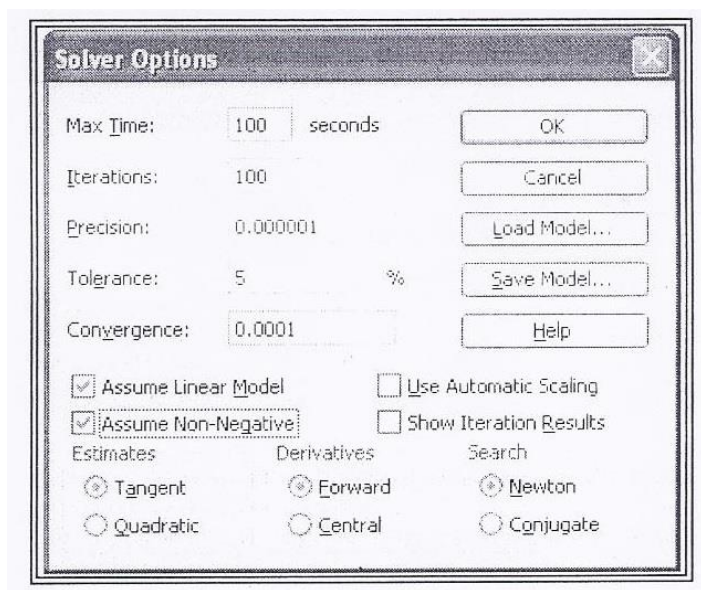 Solver Options
Max Time: 100 seconds OK
Iterations: 100 Cancel
Precision: 0.000001 Load Model...
Tolerance: 5 % Save Model...
Convergence: 0.0001 Help
Assume Linear Model Use Automatic Scaling
Assume Non-Negative Show Iteration Results
Estimates Derivatives Search
Tangent Forward Newton
Quadratic Central Conjugate